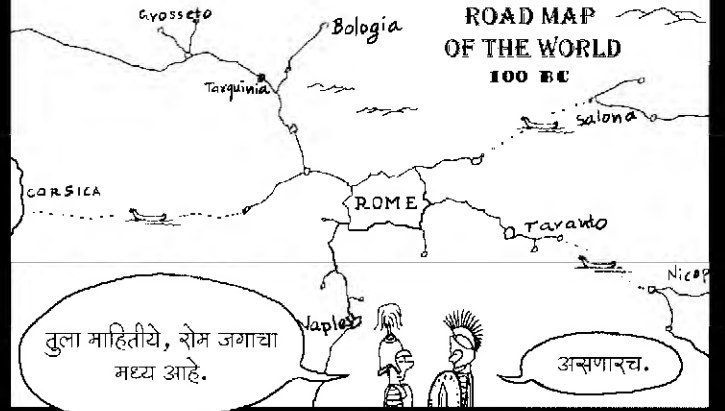 Grosseto
Bologia
ROAD MAP
OF THE WORLD
100 BC
Tarquinia
Salona
CORSICA
ROME
Taranto
Nicop
Naples
तुला माहितीये, रोम जगाचा
मध्य आहे.
असणारच.